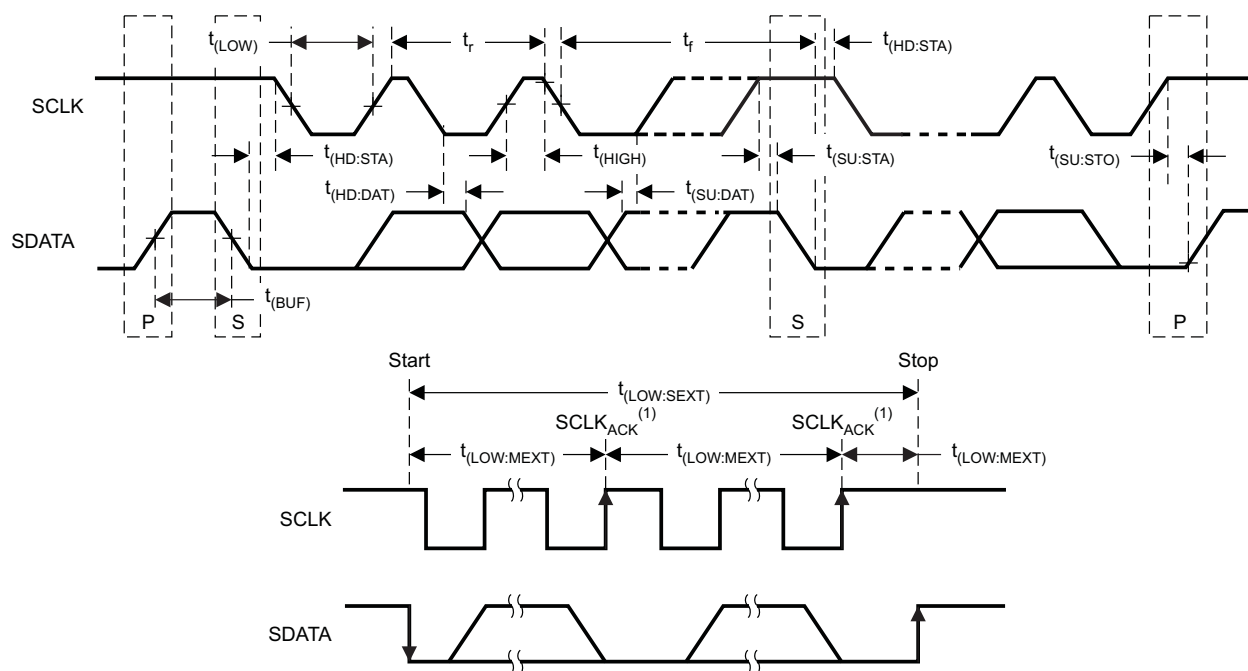 t(LOW) tr tf t(HD:STA)
SCLK
t(HD:STA) t(HIGH) t(SU:STA) t(SU:STO)
t(HD:DAT) t(SU:DAT)
SDATA
t(BUF)
P S S P
Start Stop
t(LOW:SEXT)
SCLKACK(1) SCLKACK(1)
t(LOW:MEXT) t(LOW:MEXT) t(LOW:MEXT)
SCLK
SDATA